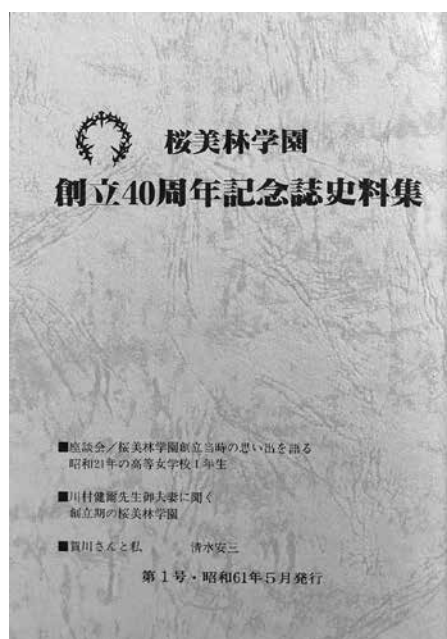 桜美林学園
創立40周年記念誌史料集
■座談会／桜美林学園創立当時の思い出を語る
昭和21年の高等女学校1年生
■川村健爾先生御夫妻に聞く
創立期の桜美林学園
■賀川さんと私　清水安三
第1号・昭和61年5月発行